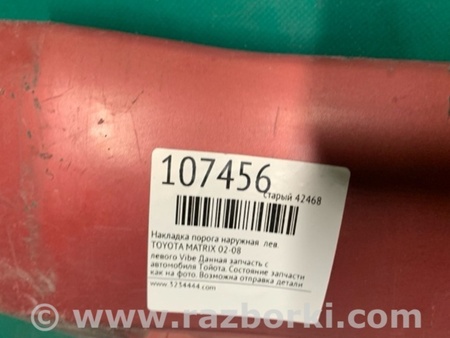 107456
старый 42468
Накладка порога наружная лев.
TOYOTA MATRIX 02-08
левого Vibe Данная запчасть с
автомобиля Тойота. Состояние запчасти
как на фото. Возможна отправка детали
www.3234444.com
www.razborki.com